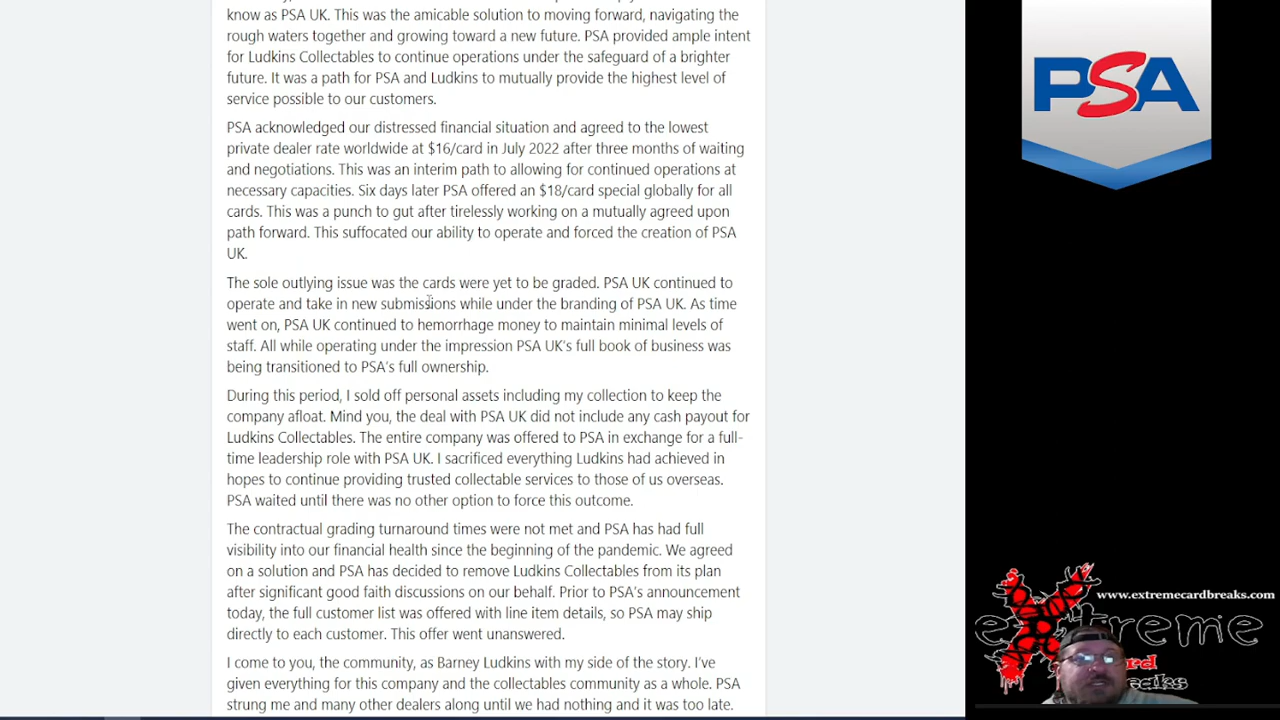 know as PSA UK. This was the amicable solution to moving forward, navigating the
rough waters together and growing toward a new future. PSA provided ample intent
for Ludkins Collectables to continue operations under the safeguard of a brighter
future. It was a path for PSA and Ludkins to mutually provide the highest level of
service possible to our customers.
PSA acknowledged our distressed financial situation and agreed to the lowest
private dealer rate worldwide at $16/card in July 2022 after three months of waiting
and negotiations. This was an interim path to allowing for continued operations at
necessary capacities. Six days later PSA offered an $18/card special globally for all
cards. This was a punch to gut after tirelessly working on a mutually agreed upon
path forward. This suffocated our ability to operate and forced the creation of PSA
UK.
The sole outlying issue was the cards were yet to be graded. PSA UK continued to
operate and take in new submissions while under the branding of PSA UK. As time
went on, PSA UK continued to hemorrhage money to maintain minimal levels of
staff. All while operating under the impression PSA UK's full book of business was
being transitioned to PSA's full ownership.
During this period, I sold off personal assets including my collection to keep the
company afloat. Mind you, the deal with PSA UK did not include any cash payout for
Ludkins Collectables. The entire company was offered to PSA in exchange for a full-
time leadership role with PSA UK. I sacrificed everything Ludkins had achieved in
hopes to continue providing trusted collectable services to those of us overseas.
PSA waited until there was no other option to force this outcome.
The contractual grading turnaround times were not met and PSA has had full
visibility into our financial health since the beginning of the pandemic. We agreed
on a solution and PSA has decided to remove Ludkins Collectables from its plan
after significant good faith discussions on our behalf. Prior to PSA's announcement
today, the full customer list was offered with line item details, so PSA may ship
directly to each customer. This offer went unanswered.
I come to you, the community, as Barney Ludkins with my side of the story. I've
given everything for this company and the collectables community as a whole. PSA
strung me and many other dealers along until we had nothing and it was too late.
PSA
www.extremecardbreaks.com
eXtreme